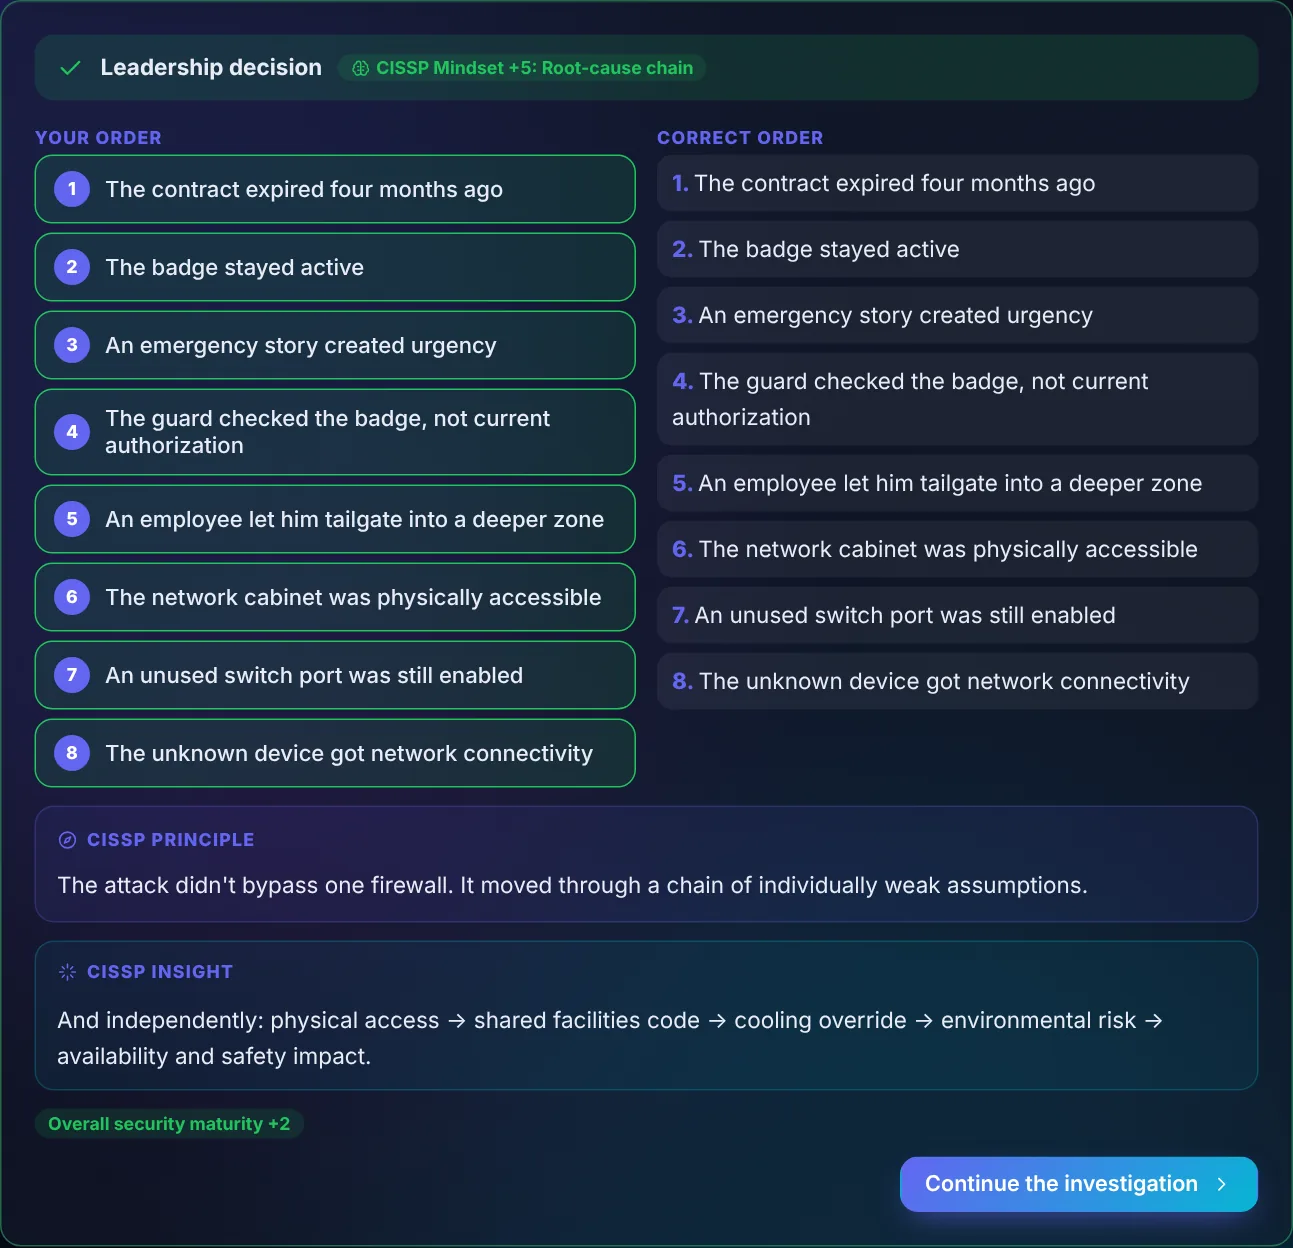 Leadership decision
CISSP Mindset +5: Root-cause chain
YOUR ORDER
1 The contract expired four months ago
2 The badge stayed active
3 An emergency story created urgency
4 The guard checked the badge, not current
authorization
5 An employee let him tailgate into a deeper zone
6 The network cabinet was physically accessible
7 An unused switch port was still enabled
8 The unknown device got network connectivity
CORRECT ORDER
1. The contract expired four months ago
2. The badge stayed active
3. An emergency story created urgency
4. The guard checked the badge, not current
authorization
5. An employee let him tailgate into a deeper zone
6. The network cabinet was physically accessible
7. An unused switch port was still enabled
8. The unknown device got network connectivity
CISSP PRINCIPLE
The attack didn't bypass one firewall. It moved through a chain of individually weak assumptions.
CISSP INSIGHT
And independently: physical access → shared facilities code → cooling override → environmental risk →
availability and safety impact.
Overall security maturity +2
Continue the investigation